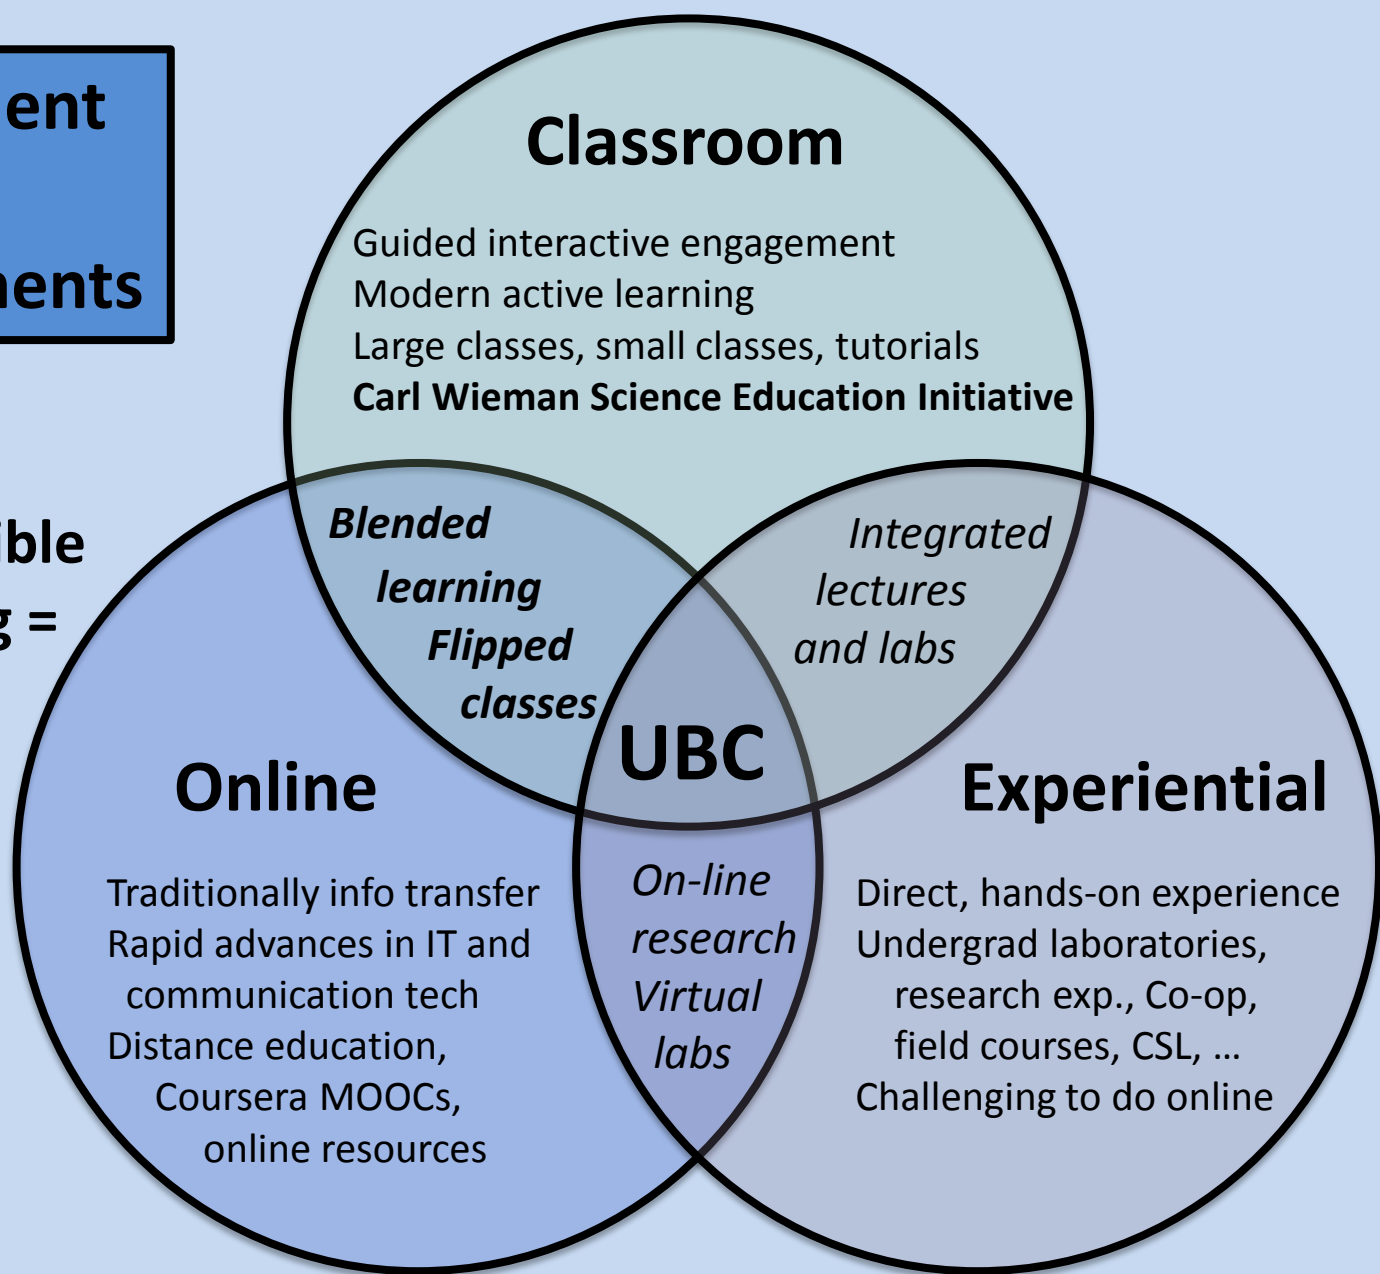 ent
ments
Classroom
Guided interactive engagement
Modern active learning
Large classes, small classes, tutorials
Carl Wieman Science Education Initiative
ible
g =
Blended
learning
Flipped
classes
Integrated
lectures
and labs
UBC
Online
Traditionally info transfer
Rapid advances in IT and
communication tech
Distance education,
Coursera MOOCs,
online resources
On-line
research
Virtual
labs
Experiential
Direct, hands-on experience
Undergrad laboratories,
research exp., Co-op,
field courses, CSL, ...
Challenging to do online